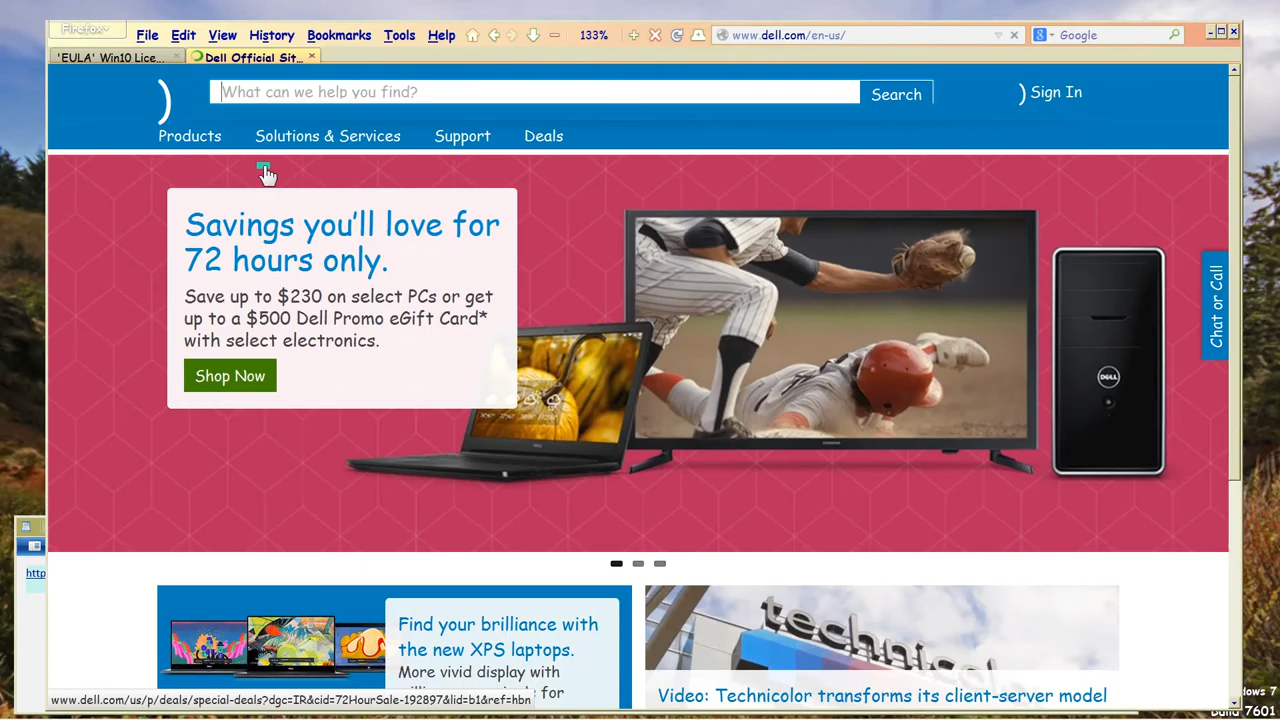 Firefox
File Edit View History Bookmarks Tools Help 133% www.dell.com/en-us/ Google
'EULA' Win10 Lice... Dell Official Sit...
What can we help you find? Search Sign In
Products Solutions & Services Support Deals
Savings you'll love for
72 hours only.
Save up to $230 on select PCs or get
up to a $500 Dell Promo eGift Card*
with select electronics.
Shop Now
Chat or Call
DELL
http
Find your brilliance with
the new XPS laptops.
More vivid display with
technicolor
Video: Technicolor transforms its client-server model
www.dell.com/us/p/deals/special-deals?dgc=IR&cid=72HourSale-192897&lid=b1&ref=hbn
dows 7
Build 7601